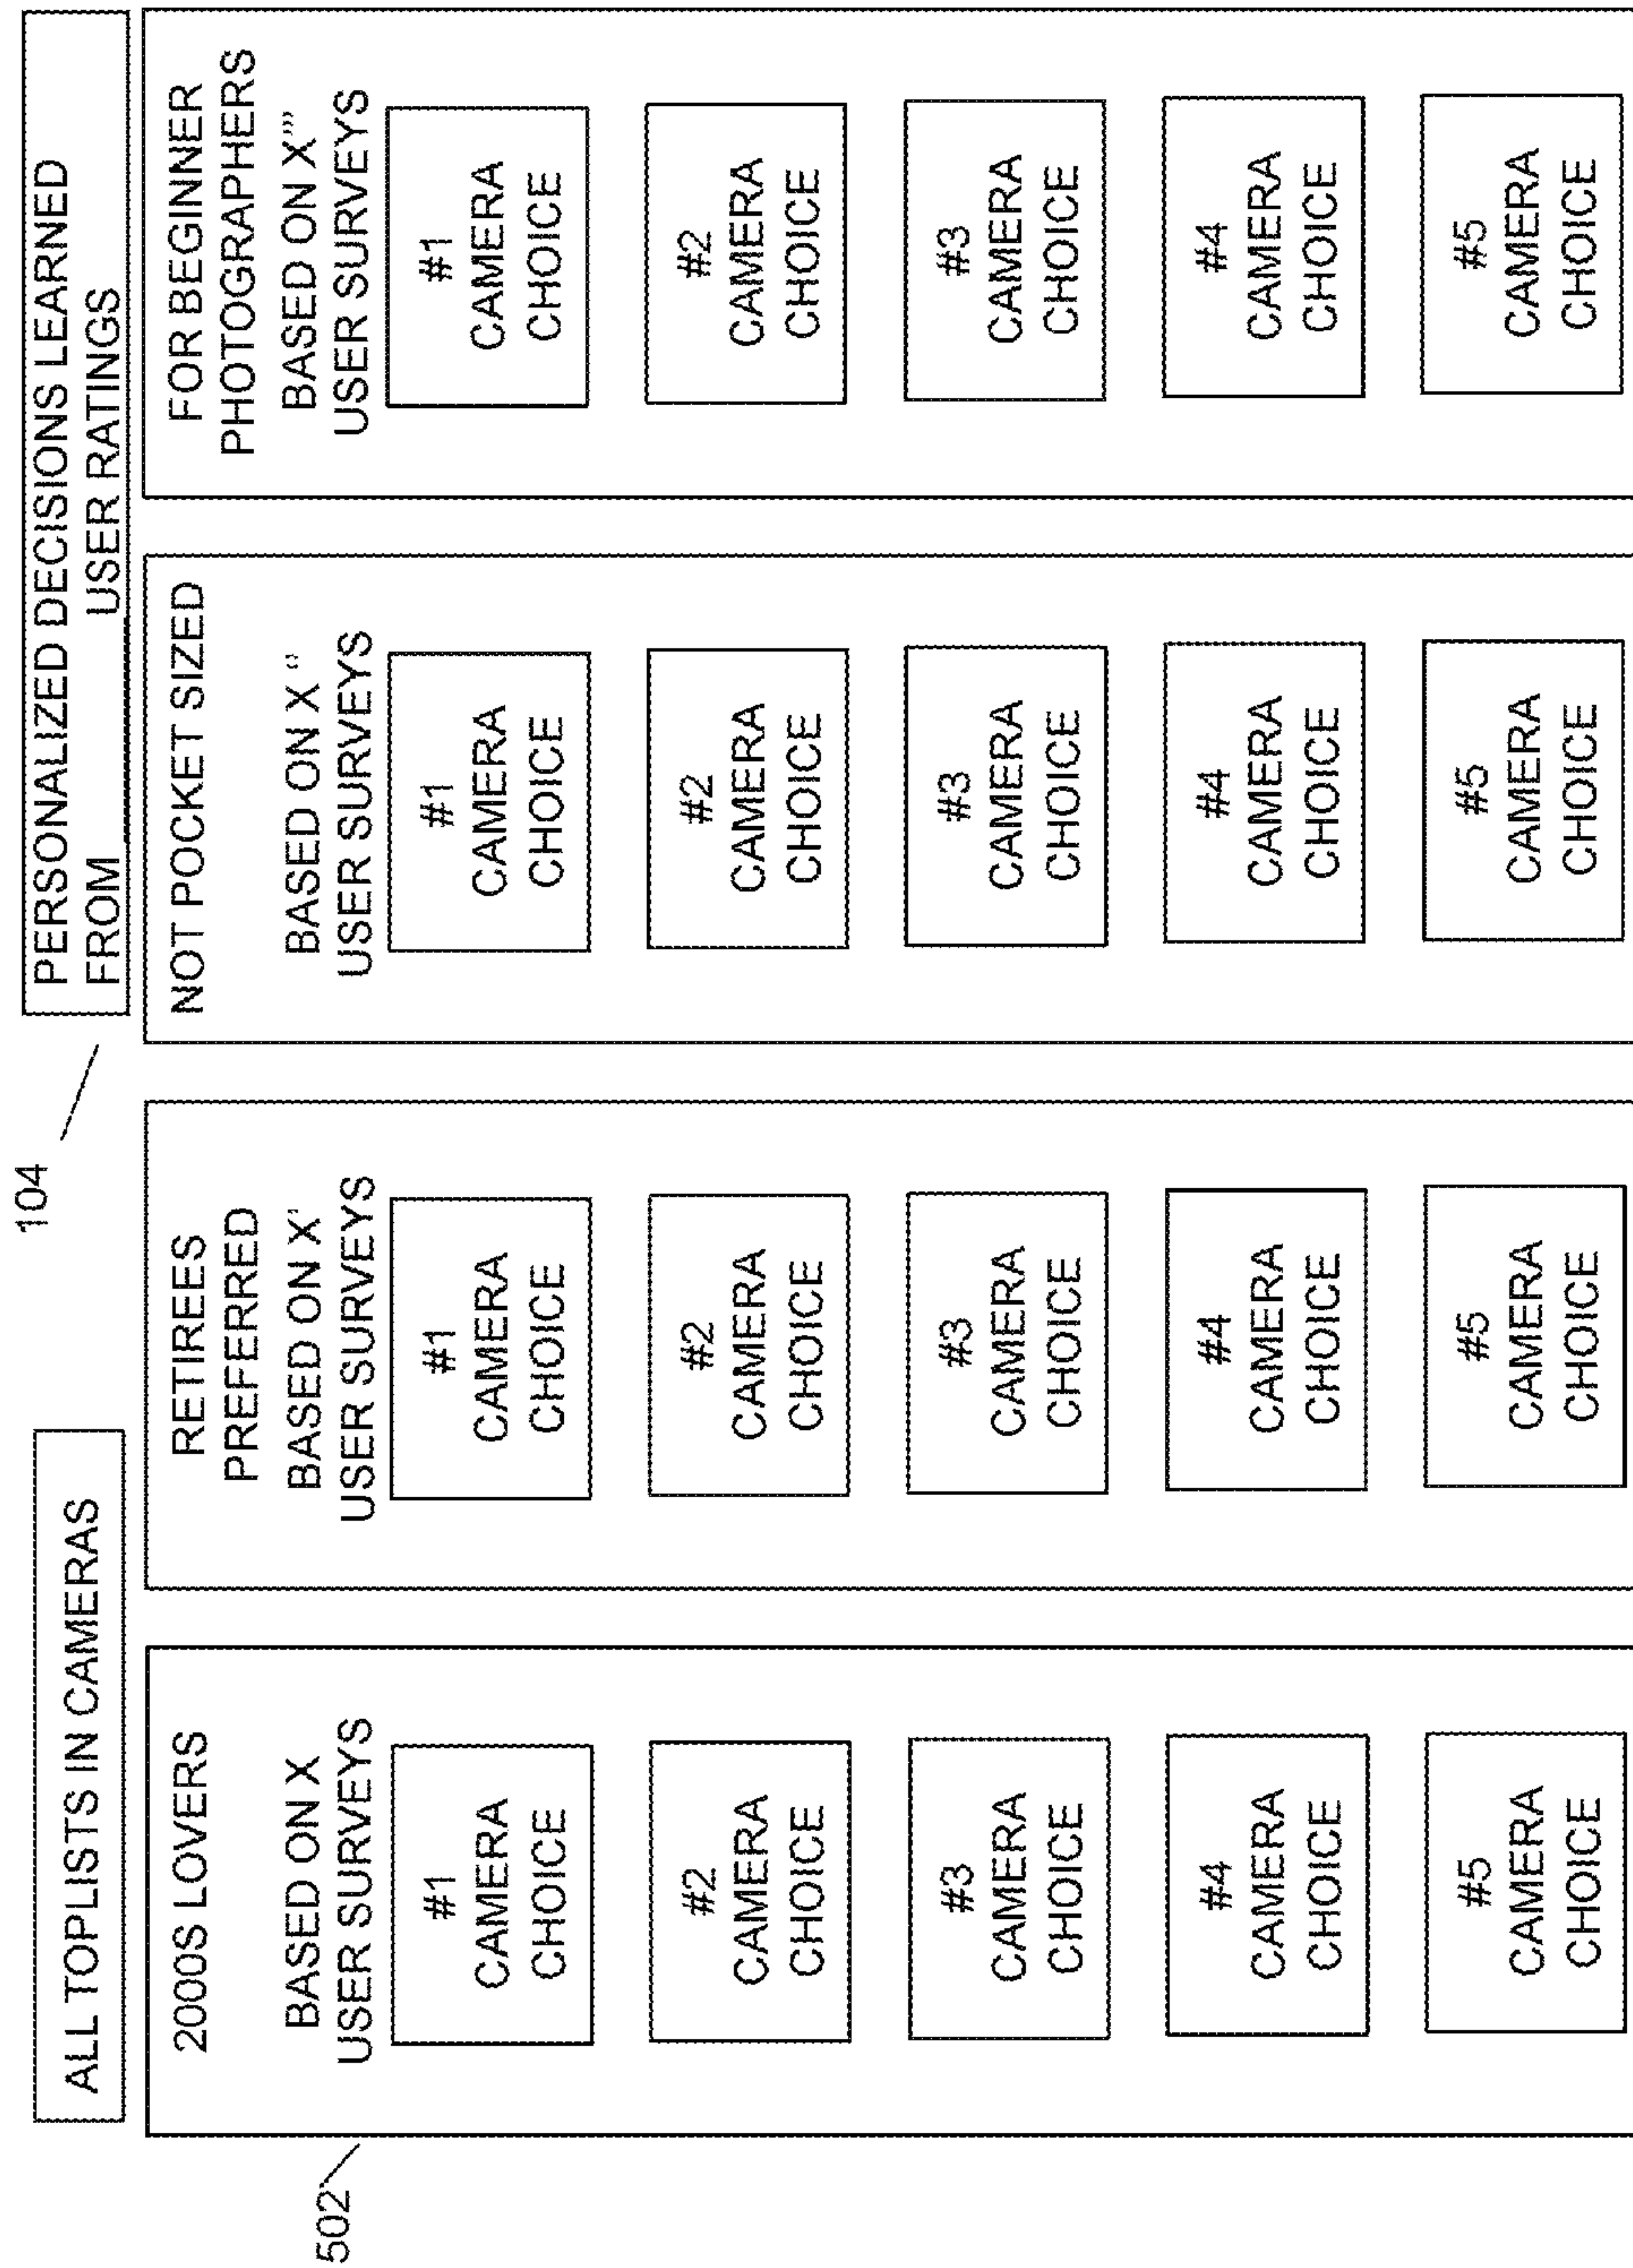 104
ALL TOPLISTS IN CAMERAS
PERSONALIZED DECISIONS LEARNED
FROM ________ USER RATINGS
502
2000S LOVERS
BASED ON X
USER SURVEYS
#1
CAMERA
CHOICE
#2
CAMERA
CHOICE
#3
CAMERA
CHOICE
#4
CAMERA
CHOICE
#5
CAMERA
CHOICE
RETIREES
PREFERRED
BASED ON X'
USER SURVEYS
#1
CAMERA
CHOICE
#2
CAMERA
CHOICE
#3
CAMERA
CHOICE
#4
CAMERA
CHOICE
#5
CAMERA
CHOICE
NOT POCKET SIZED
BASED ON X "
USER SURVEYS
#1
CAMERA
CHOICE
#2
CAMERA
CHOICE
#3
CAMERA
CHOICE
#4
CAMERA
CHOICE
#5
CAMERA
CHOICE
FOR BEGINNER
PHOTOGRAPHERS
BASED ON X'"
USER SURVEYS
#1
CAMERA
CHOICE
#2
CAMERA
CHOICE
#3
CAMERA
CHOICE
#4
CAMERA
CHOICE
#5
CAMERA
CHOICE